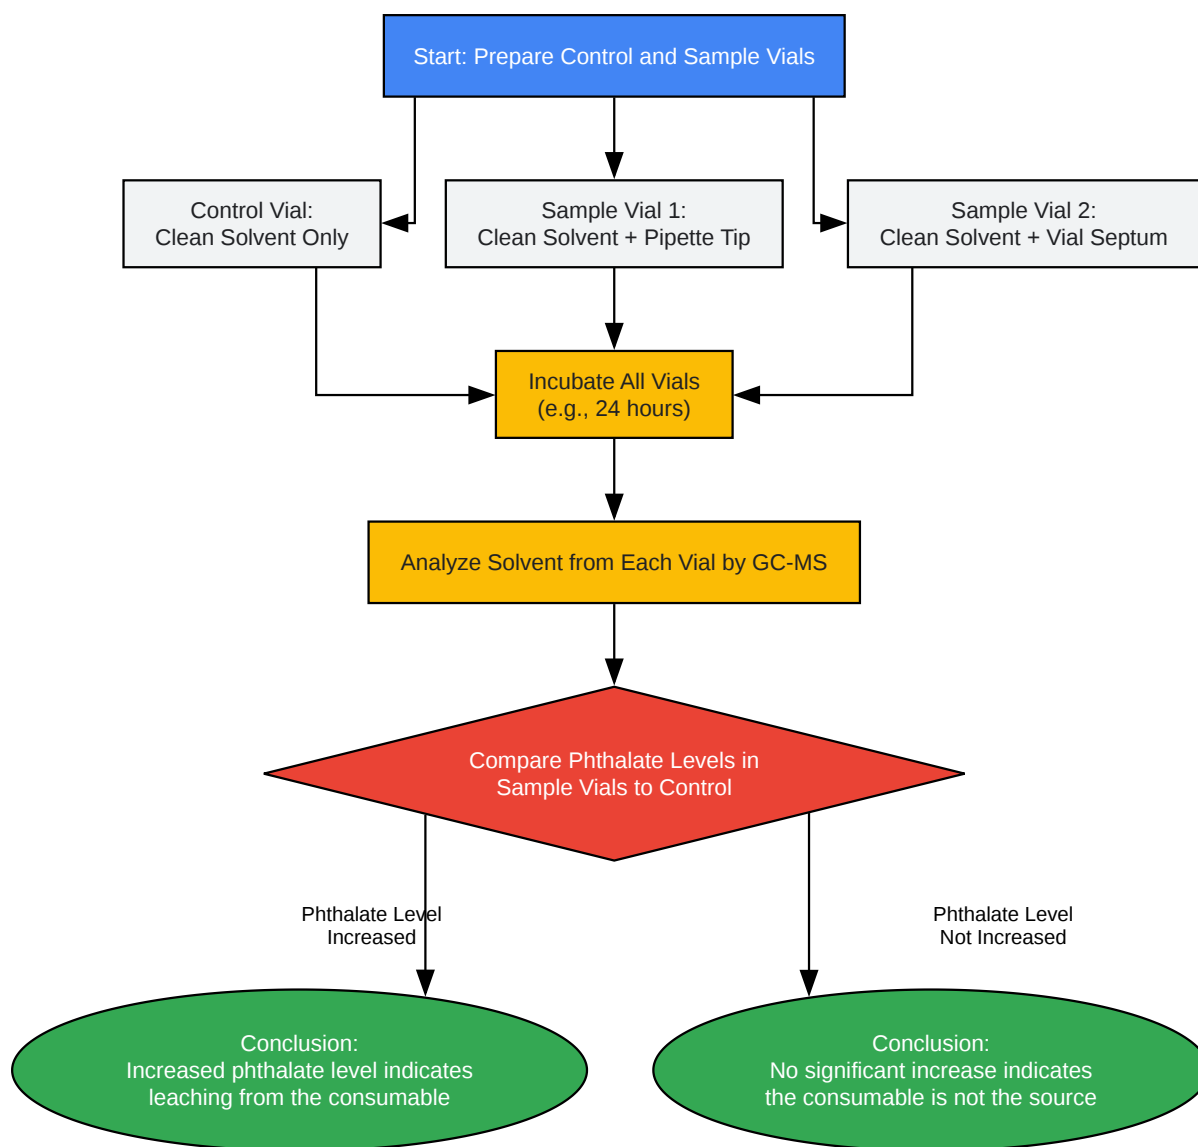 Start: Prepare Control and Sample Vials
Control Vial:
Clean Solvent Only
Sample Vial 1:
Clean Solvent + Pipette Tip
Sample Vial 2:
Clean Solvent + Vial Septum
Incubate All Vials
(e.g., 24 hours)
Analyze Solvent from Each Vial by GC-MS
Compare Phthalate Levels in
Sample Vials to Control
Phthalate Level
Increased
Phthalate Level
Not Increased
Conclusion:
Increased phthalate level indicates
leaching from the consumable
Conclusion:
No significant increase indicates
the consumable is not the source